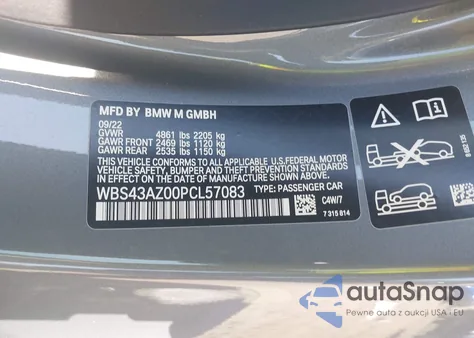 MFD BY BMW M GMBH
09/22
GVWR 4861 lbs 2205 kg
GAWR FRONT 2469 lbs 1120 kg
GAWR REAR 2535 lbs 1150 kg
THIS VEHICLE CONFORMS TO ALL APPLICABLE U.S. FEDERAL MOTOR
VEHICLE SAFETY, BUMPER AND THEFT PREVENTION STANDARDS
IN EFFECT ON THE DATE OF MANUFACTURE SHOWN ABOVE.
WBS43AZ00PCL57083 TYPE: PASSENGER CAR
C4W/7
7 315 814
autoSnap
Pewne auta z aukcji USA i EU